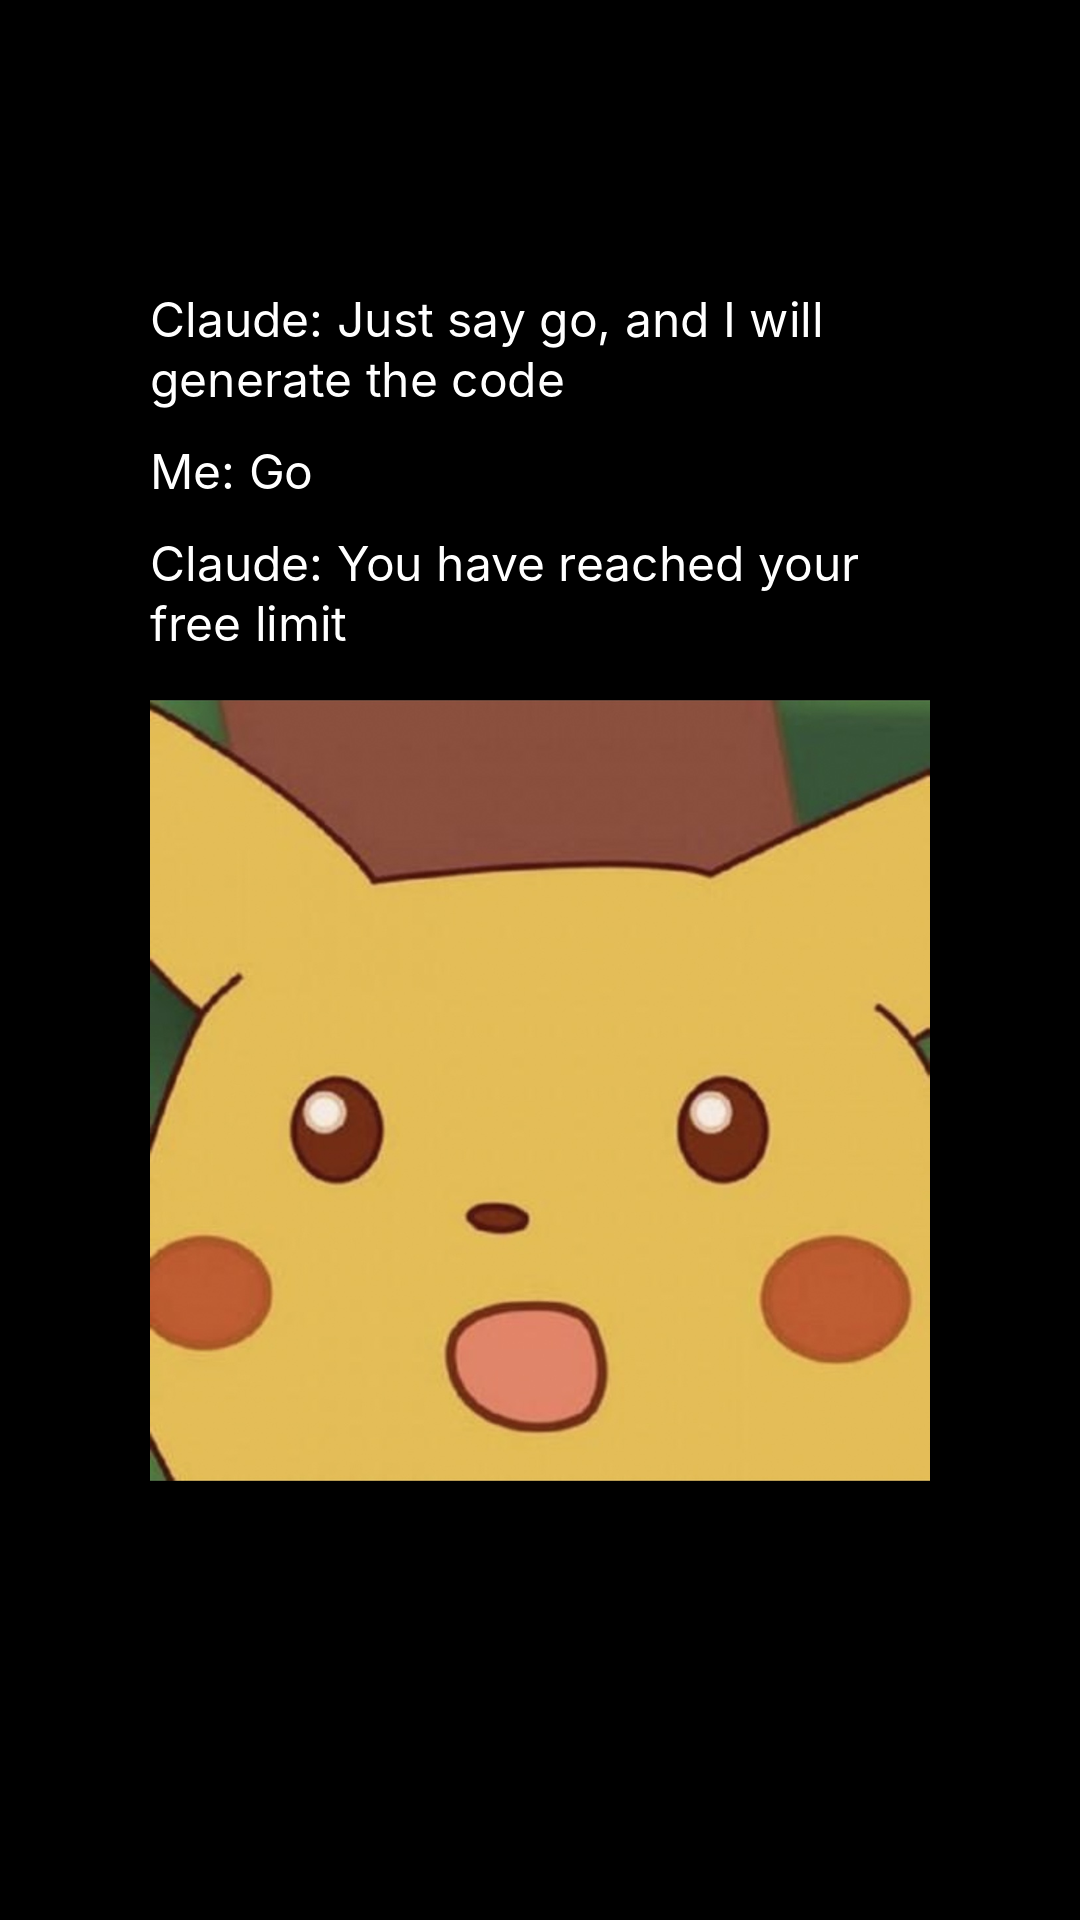 Claude: Just say go, and I will
generate the code
Me: Go
Claude: You have reached your
free limit